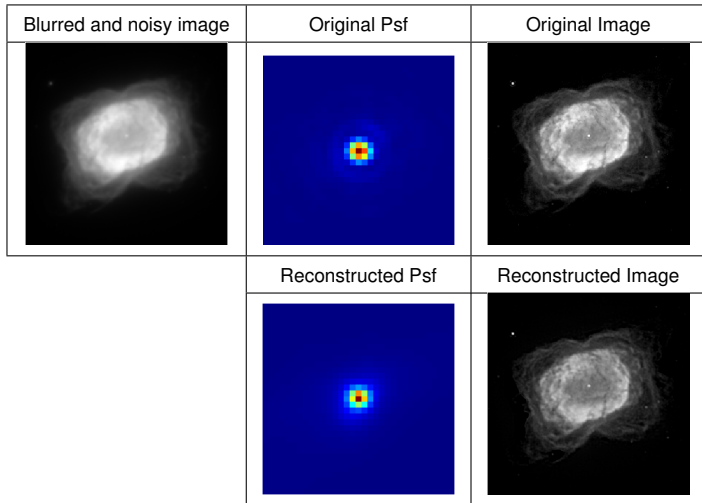 Blurred and noisy image
Original Psf
Original Image
Reconstructed Psf
Reconstructed Image